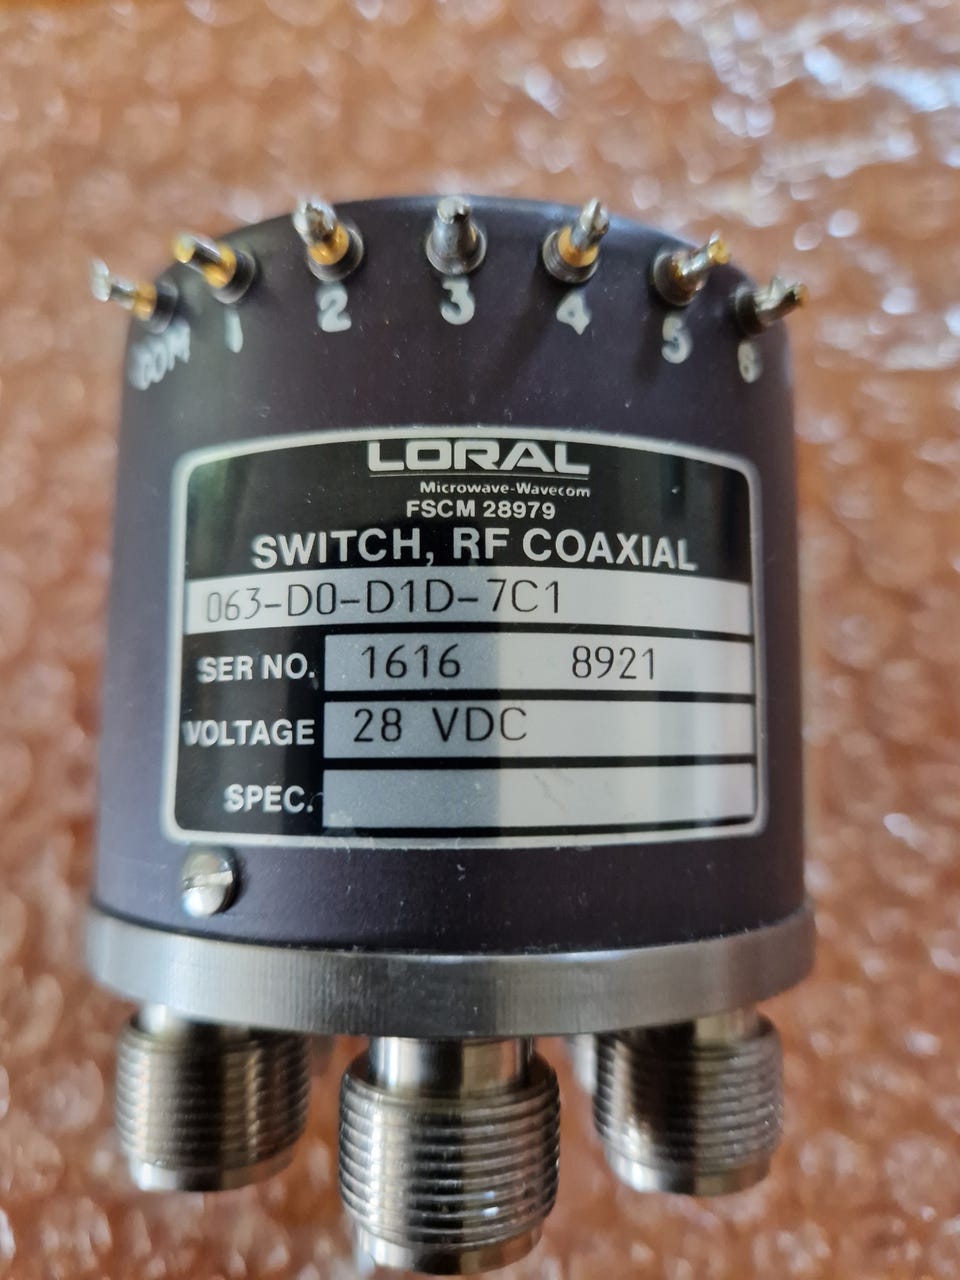 COM 1 2 3 4 5 6
LORAL
Microwave-Wavecom
FSCM 28979
SWITCH, RF COAXIAL
063-D0-D1D-7C1
SER NO. 1616 8921
VOLTAGE 28 VDC
SPEC.